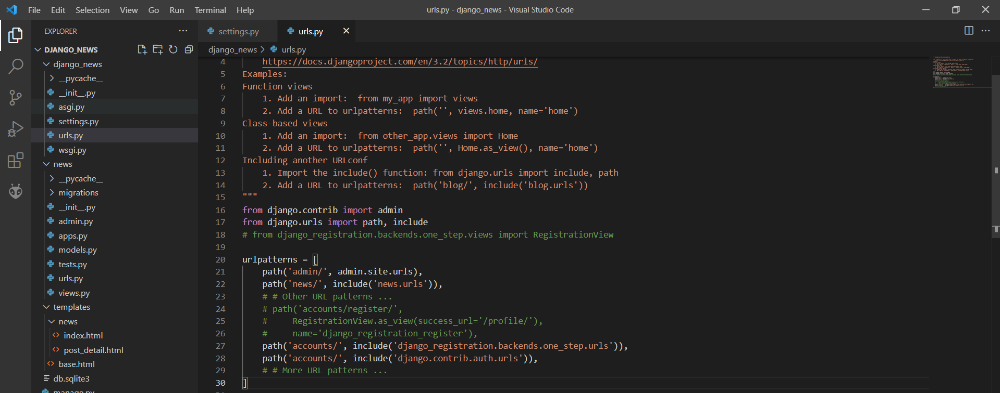 File Edit Selection View Go Run Terminal Help
urls.py - django_news - Visual Studio Code
EXPLORER
DJANGO_NEWS
django_news
__pycache__
__init__.py
asgi.py
settings.py
urls.py
wsgi.py
news
__pycache__
migrations
__init__.py
admin.py
apps.py
models.py
tests.py
urls.py
views.py
templates
news
index.html
post_detail.html
base.html
db.sqlite3
manage.py
settings.py
urls.py
django_news > urls.py
4     https://docs.djangoproject.com/en/3.2/topics/http/urls/
5 Examples:
6 Function views
7     1. Add an import:  from my_app import views
8     2. Add a URL to urlpatterns:  path('', views.home, name='home')
9 Class-based views
10     1. Add an import:  from other_app.views import Home
11     2. Add a URL to urlpatterns:  path('', Home.as_view(), name='home')
12 Including another URLconf
13     1. Import the include() function: from django.urls import include, path
14     2. Add a URL to urlpatterns:  path('blog/', include('blog.urls'))
15 """
16 from django.contrib import admin
17 from django.urls import path, include
18 # from django_registration.backends.one_step.views import RegistrationView
19
20 urlpatterns = [
21     path('admin/', admin.site.urls),
22     path('news/', include('news.urls')),
23     # # Other URL patterns ...
24     # path('accounts/register/',
25     #     RegistrationView.as_view(success_url='/profile/'),
26     #     name='django_registration_register'),
27     path('accounts/', include('django_registration.backends.one_step.urls')),
28     path('accounts/', include('django.contrib.auth.urls')),
29     # # More URL patterns ...
30 ]